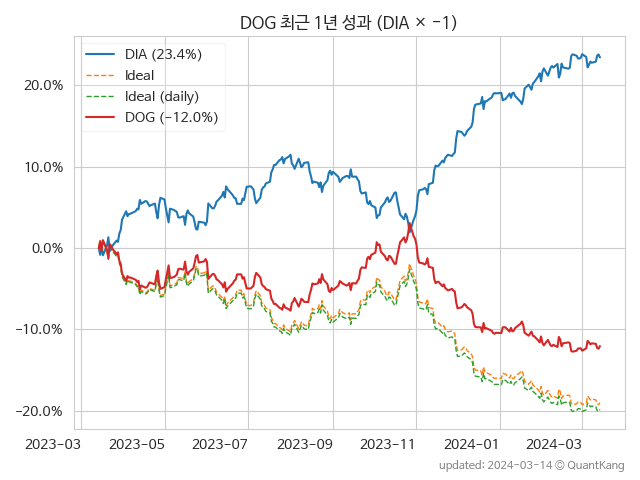 DOG 최근 1년 성과 (DIA × −1)
DIA (23.4%)
Ideal
Ideal (daily)
DOG (−12.0%)
20.0%
10.0%
0.0%
−10.0%
−20.0%
2023-03 2023-05 2023-07 2023-09 2023-11 2024-01 2024-03
updated: 2024-03-14 © QuantKang